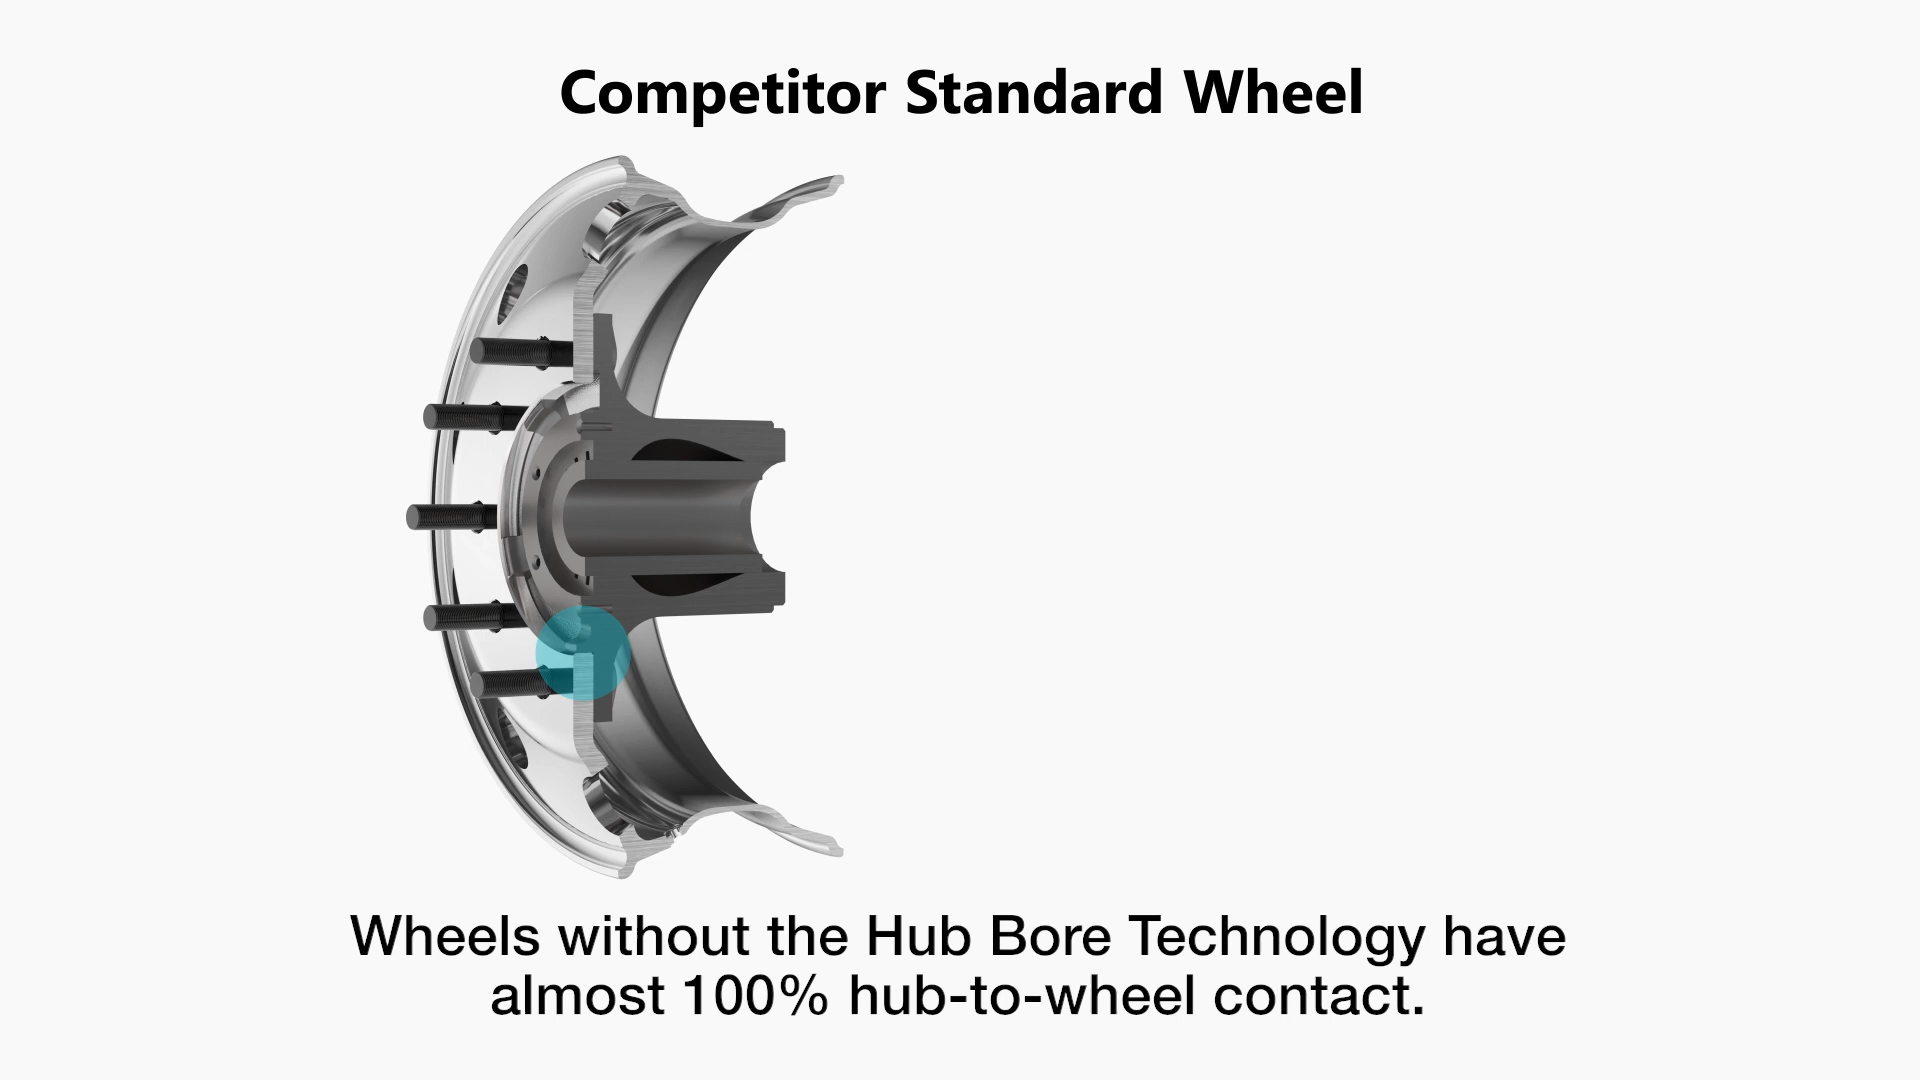 Competitor Standard Wheel
Wheels without the Hub Bore Technology have
almost 100% hub-to-wheel contact.